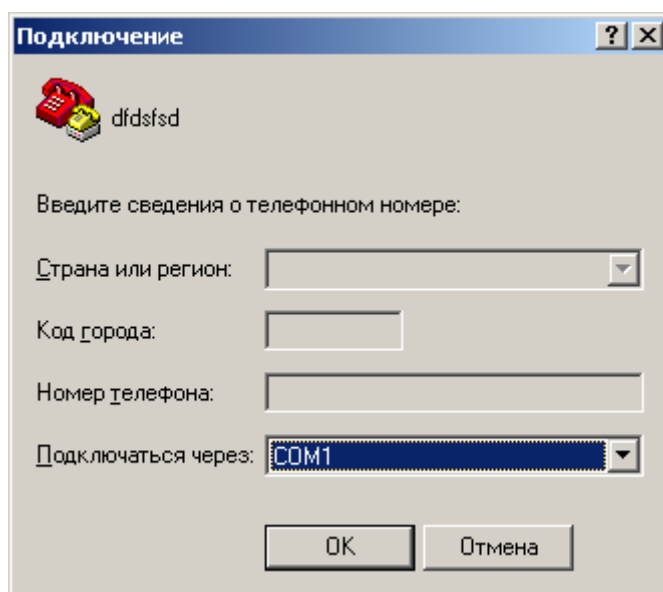 Подключение
dfdsfsd
Введите сведения о телефонном номере:
Страна или регион:
Код города:
Номер телефона:
Подключаться через: COM1
OK Отмена